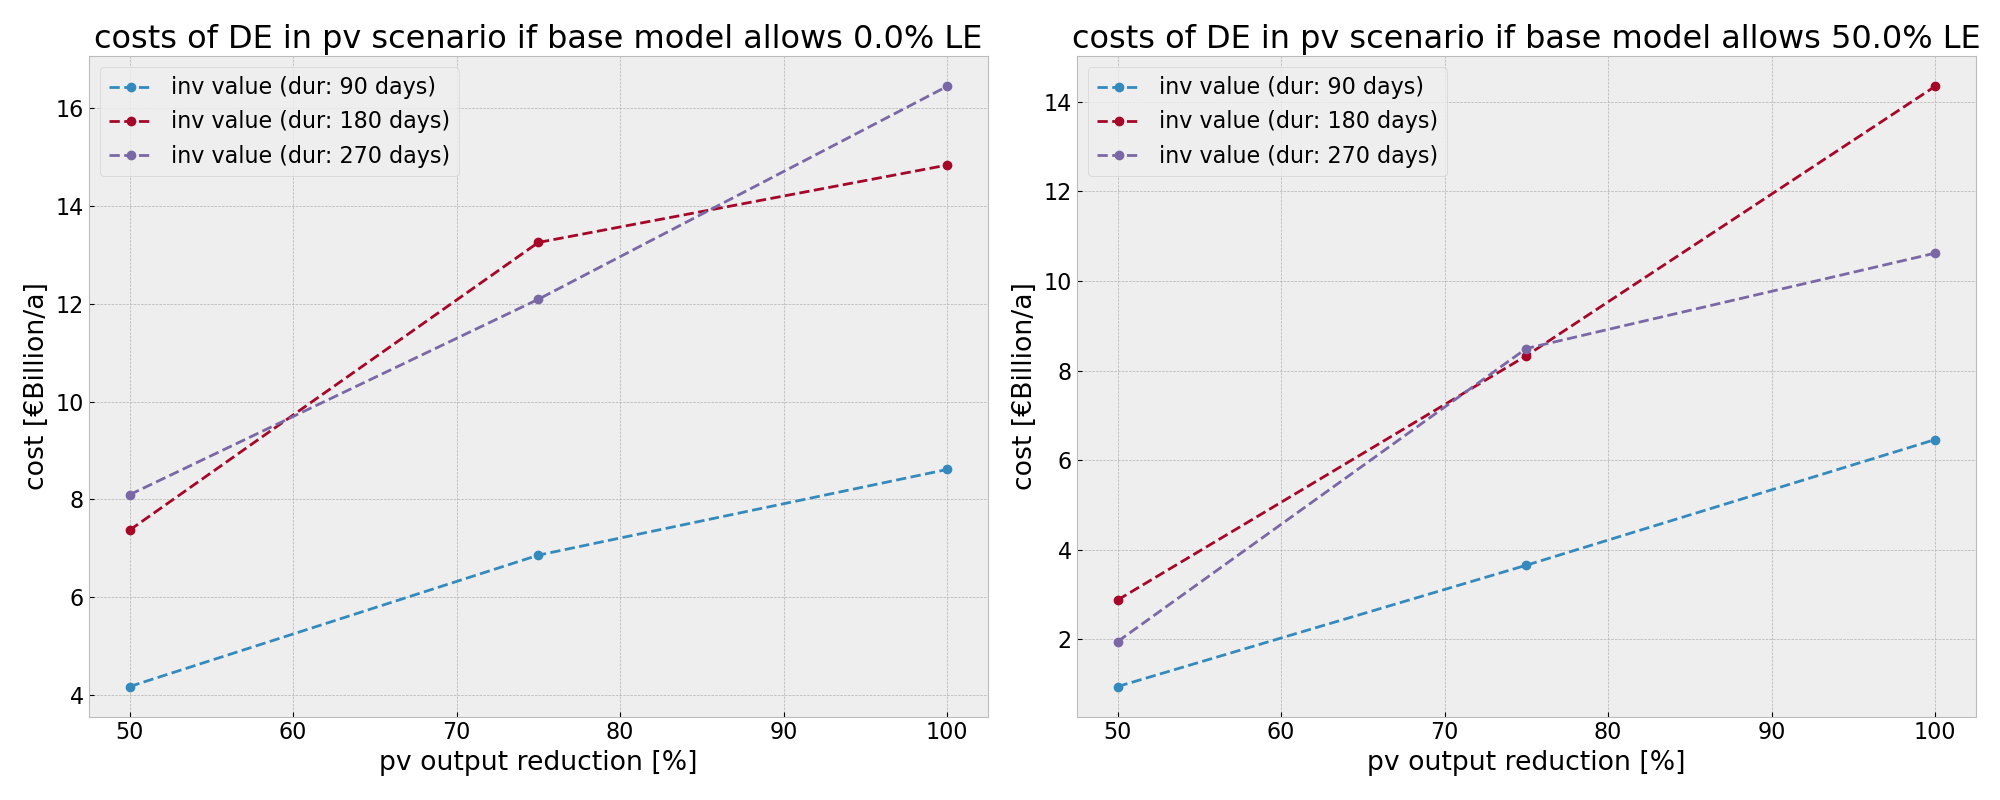 costs of DE in pv scenario if base model allows 0.0% LE
inv value (dur: 90 days)
inv value (dur: 180 days)
inv value (dur: 270 days)
cost [€Billion/a]
16
14
12
10
8
6
4
50
60
70
80
90
100
pv output reduction [%]
costs of DE in pv scenario if base model allows 50.0% LE
inv value (dur: 90 days)
inv value (dur: 180 days)
inv value (dur: 270 days)
cost [€Billion/a]
14
12
10
8
6
4
2
50
60
70
80
90
100
pv output reduction [%]